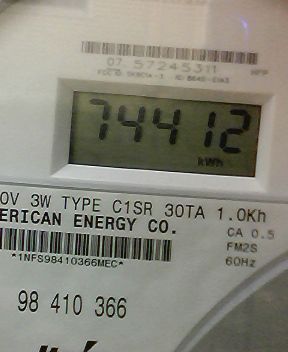 07 57245311
74412
kWh
0V 3W TYPE C1SR 30TA 1.0Kh
ERICAN ENERGY CO.
CA 0.5
FM2S
60Hz
*1NFS98410366MEC*
98 410 366